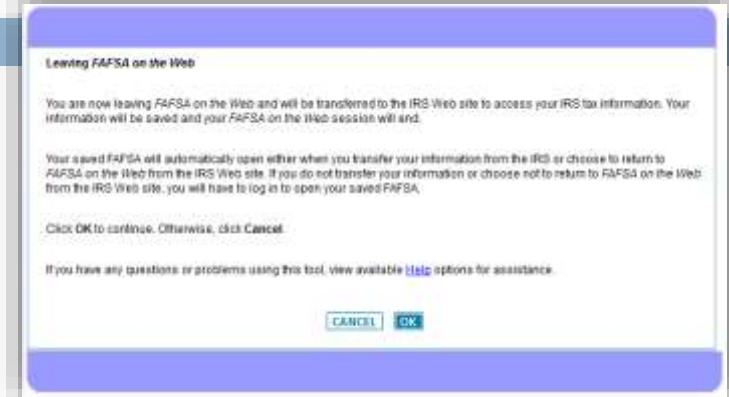 Leaving FAFSA on the Web
You are now leaving FAFSA on the Web and will be transferred to the IRS Web site to access your IRS tax information. Your
information will be saved and your FAFSA on the Web session will end.
Your saved FAFSA will automatically open either when you transfer your information from the IRS or choose to return to
FAFSA on the Web from the IRS Web site. If you do not transfer your information or choose not to return to FAFSA on the Web
from the IRS Web site, you will have to log in to open your saved FAFSA.
Click OK to continue. Otherwise, click Cancel.
If you have any questions or problems using this tool, view available Help options for assistance.
CANCEL OK